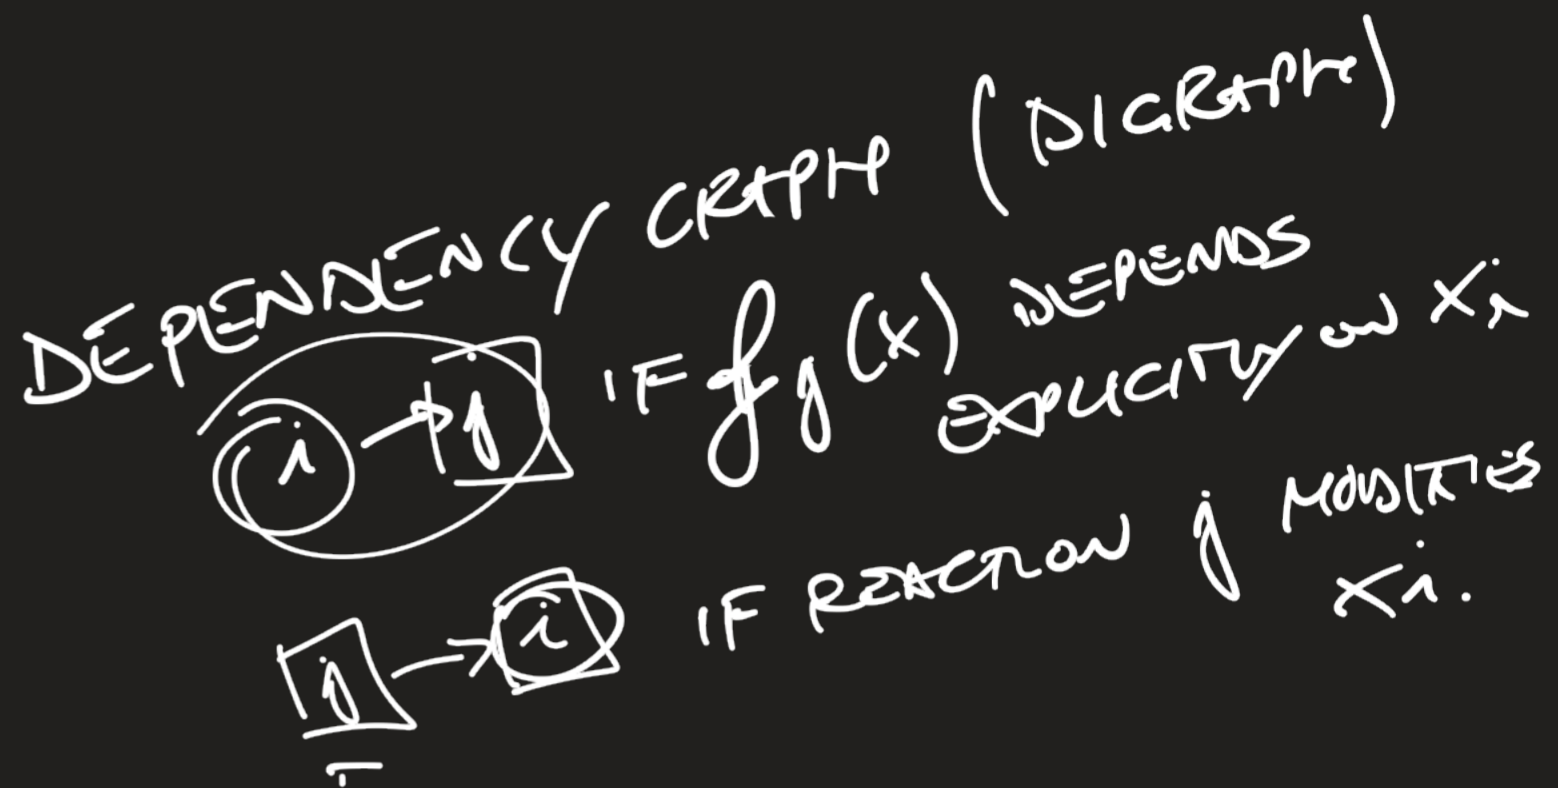 DEPENDENCY GRAPH (DIGRAPH)
i → j IF fj(x) DEPENDS
EXPLICITLY ON xi
j → i IF REACTION j MODIFIES
xi.